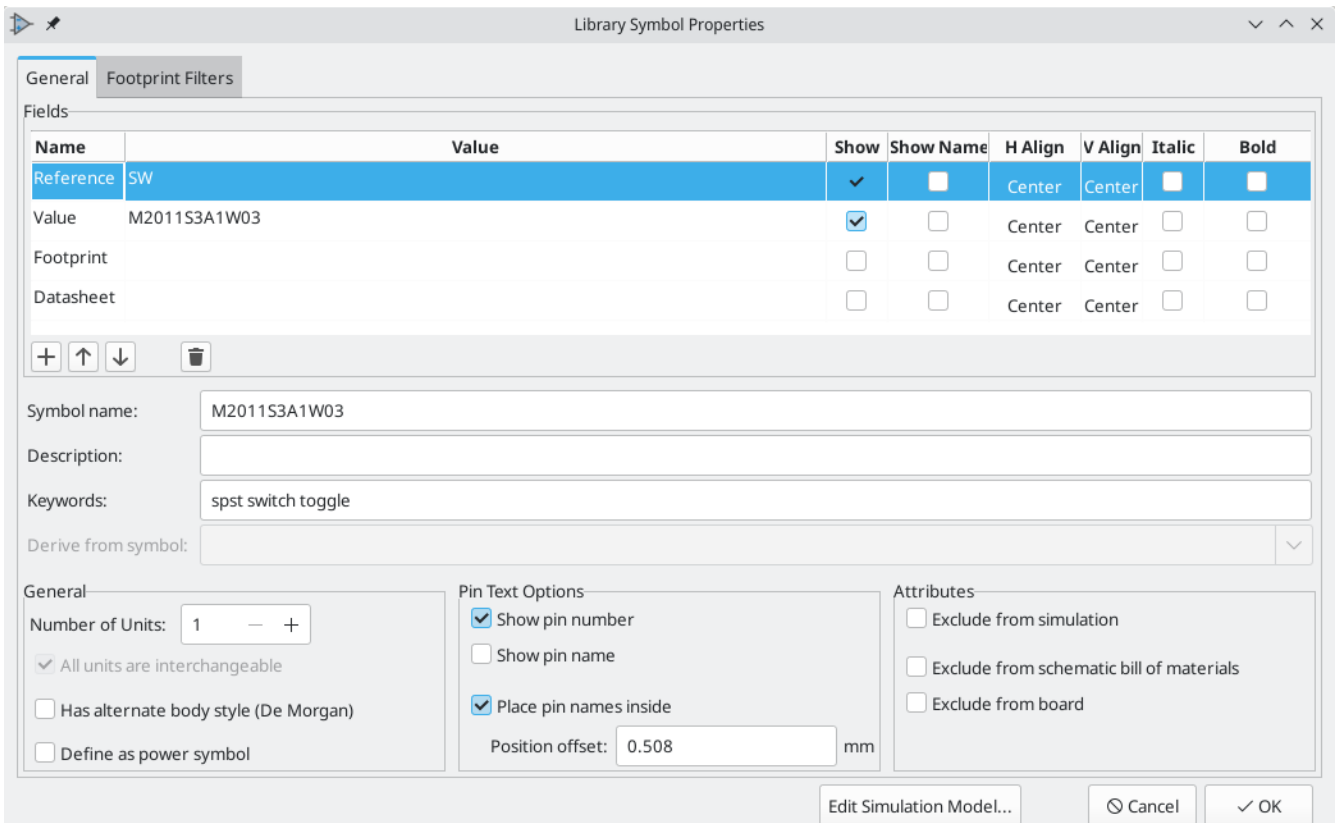 Library Symbol Properties
General Footprint Filters
Fields
Name Value Show Show Name H Align V Align Italic Bold
Reference SW Center Center
Value M2011S3A1W03 Center Center
Footprint Center Center
Datasheet Center Center
Symbol name: M2011S3A1W03
Description:
Keywords: spst switch toggle
Derive from symbol:
General Pin Text Options Attributes
Number of Units: 1 Show pin number Exclude from simulation
All units are interchangeable Show pin name Exclude from schematic bill of materials
Has alternate body style (De Morgan) Place pin names inside Exclude from board
Define as power symbol Position offset: 0.508 mm
Edit Simulation Model... Cancel OK